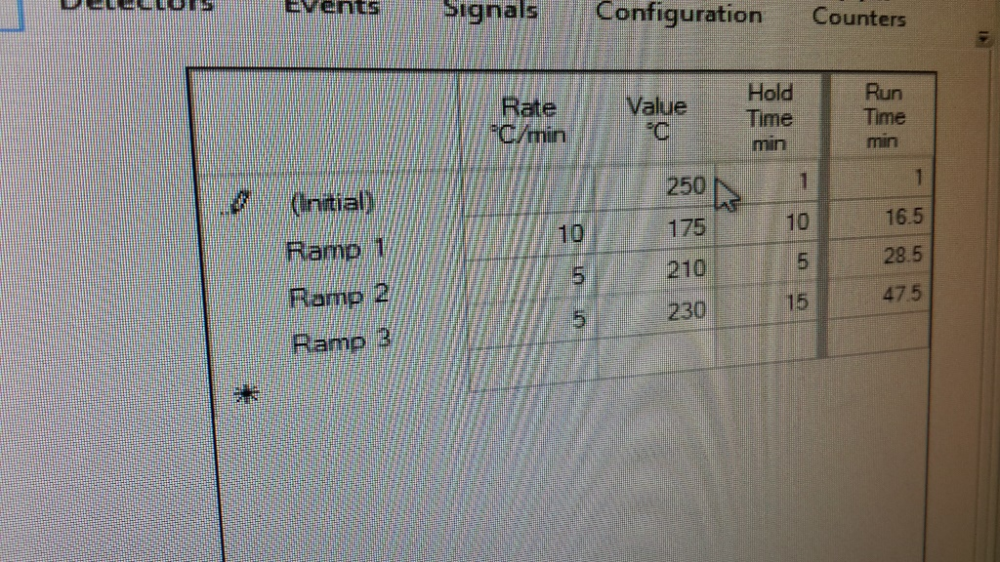 Detectors Events Signals Configuration Counters
Rate °C/min Value °C Hold Time min Run Time min
(Initial) 250 1 1
Ramp 1 10 175 10 16.5
Ramp 2 5 210 5 28.5
Ramp 3 5 230 15 47.5
*